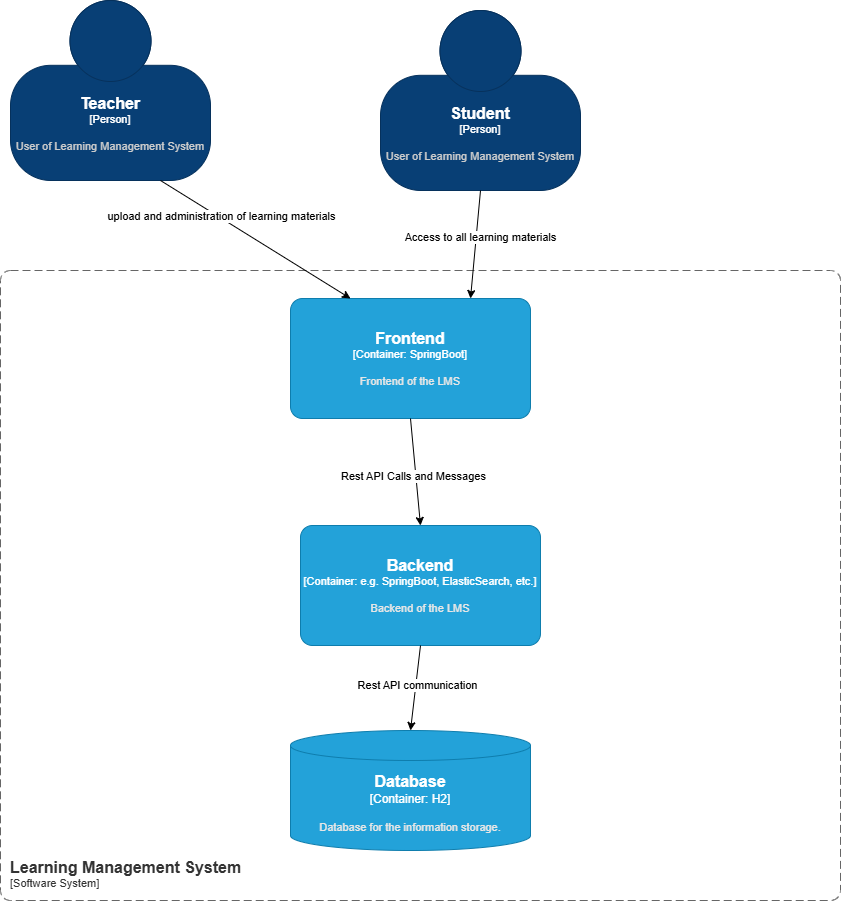 Teacher
[Person]
User of Learning Management System
Student
[Person]
User of Learning Management System
upload and administration of learning materials
Access to all learning materials
Frontend
[Container: SpringBoot]
Frontend of the LMS
Rest API Calls and Messages
Backend
[Container: e.g. SpringBoot, ElasticSearch, etc.]
Backend of the LMS
Rest API communication
Database
[Container: H2]
Database for the information storage.
Learning Management System
[Software System]